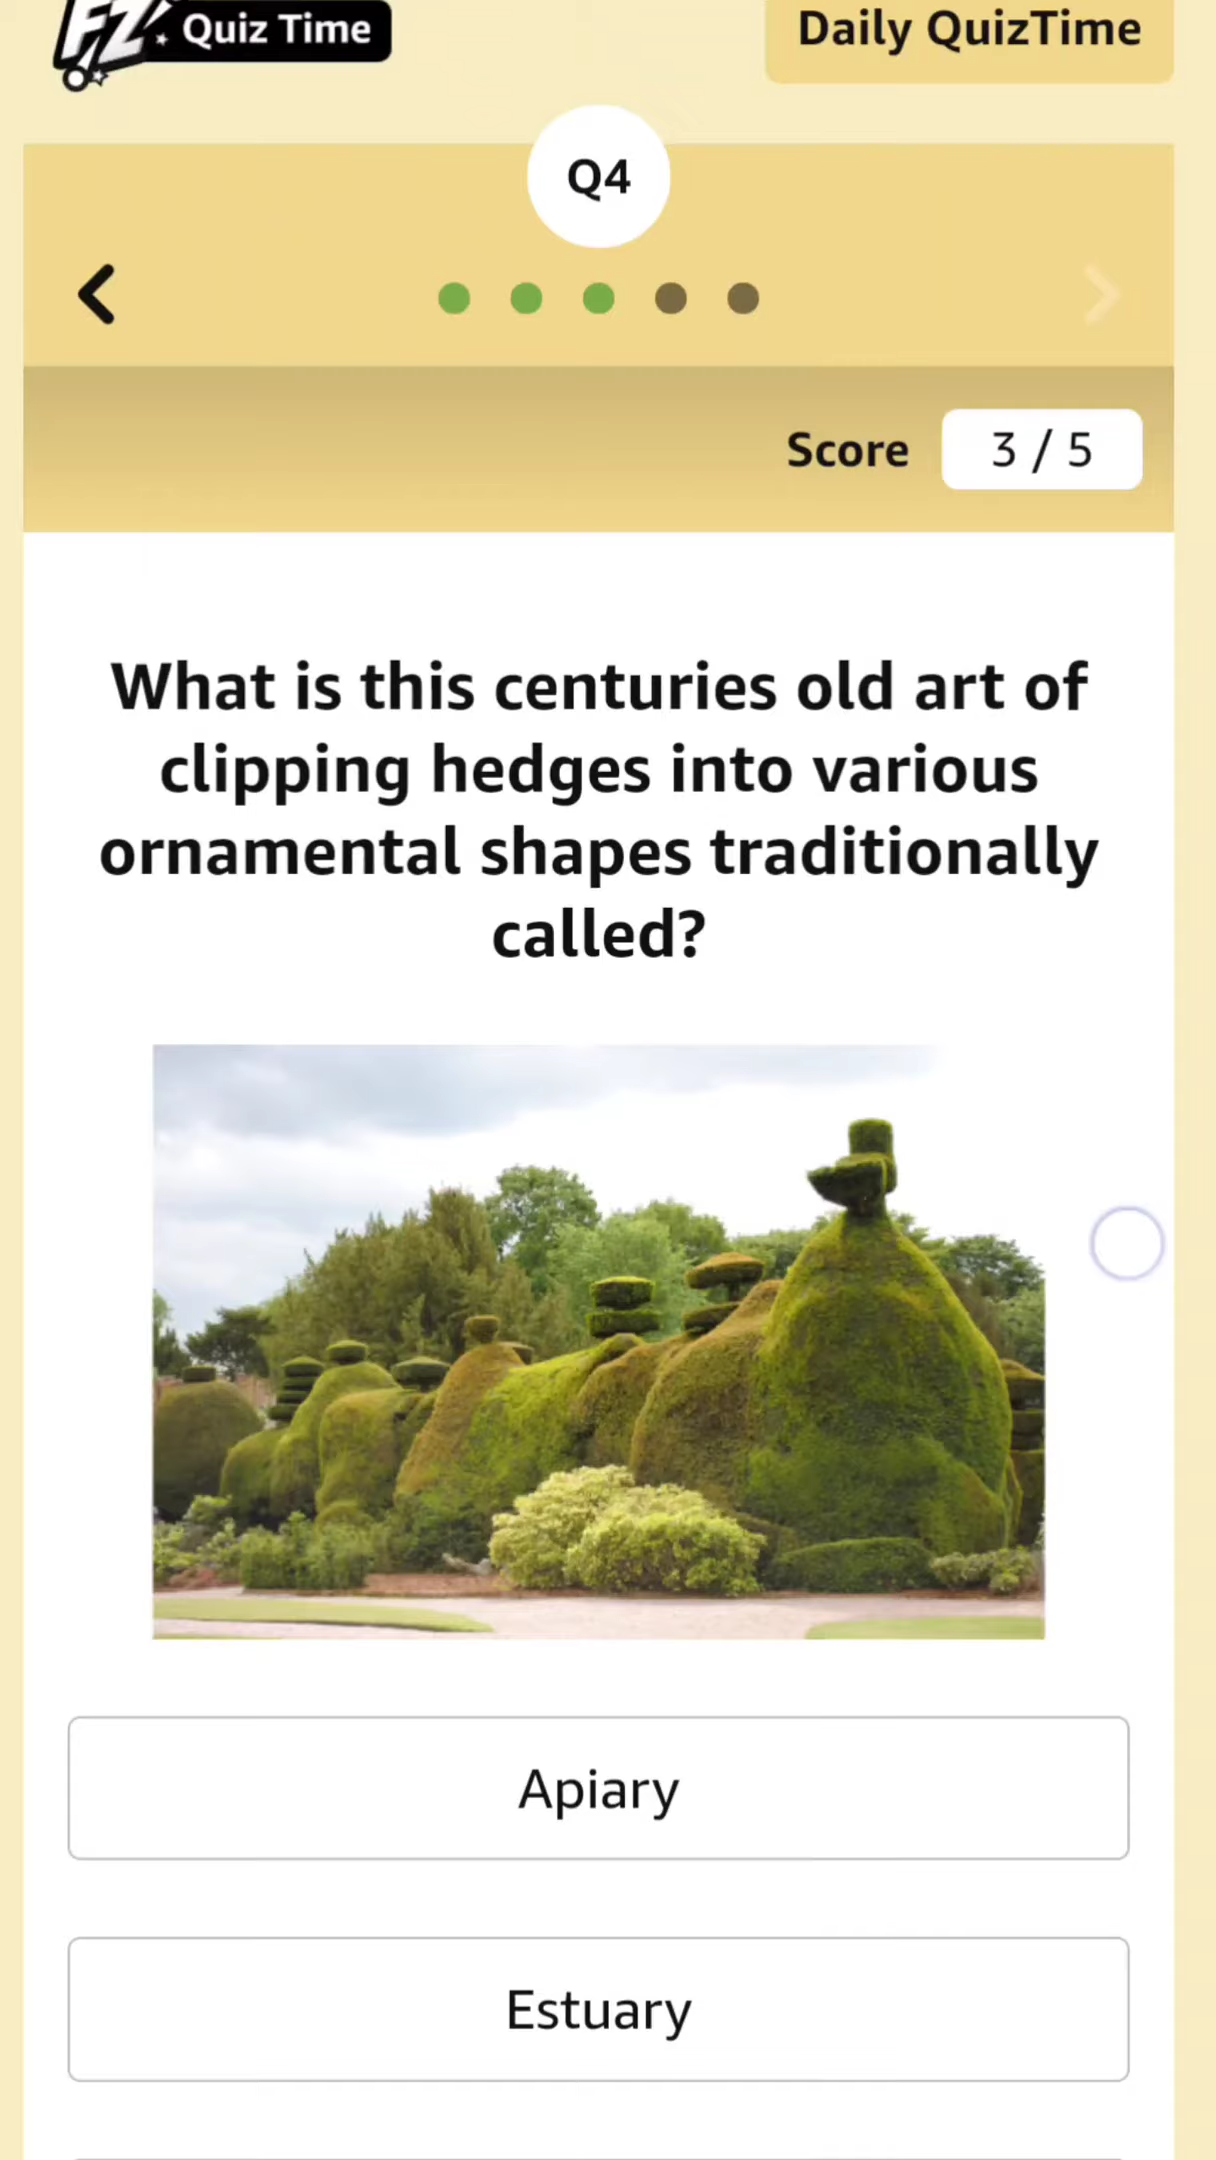 FZ Quiz Time
Daily QuizTime
Q4
Score 3 / 5
What is this centuries old art of
clipping hedges into various
ornamental shapes traditionally
called?
Apiary
Estuary